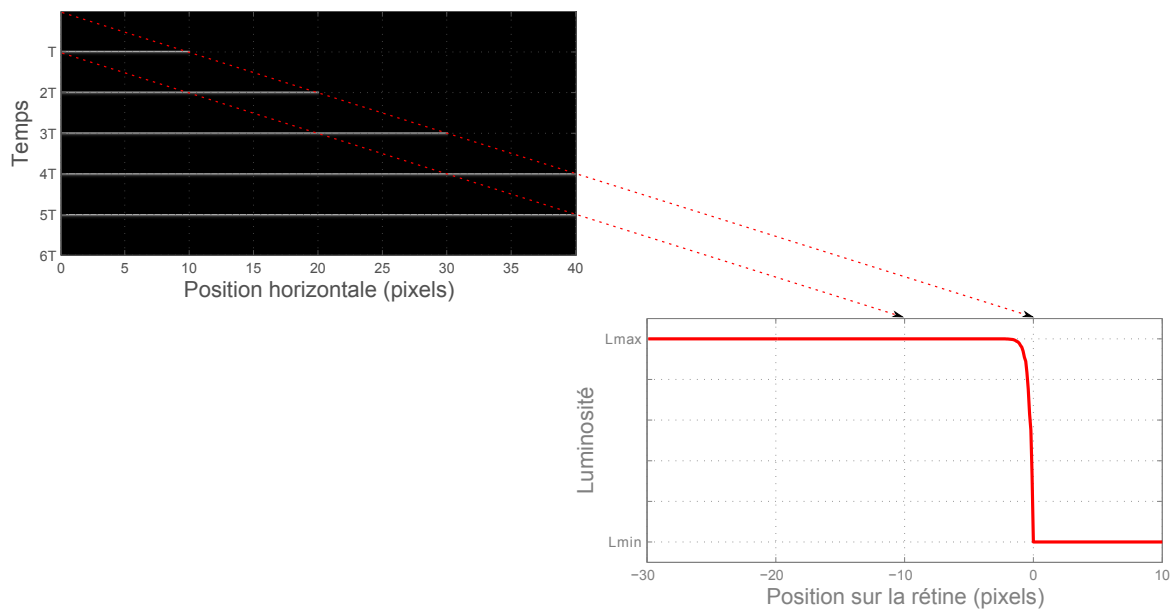 Temps
T
2T
3T
4T
5T
6T
0 5 10 15 20 25 30 35 40
Position horizontale (pixels)
Luminosité
Lmax
Lmin
−30 −20 −10 0 10
Position sur la rétine (pixels)